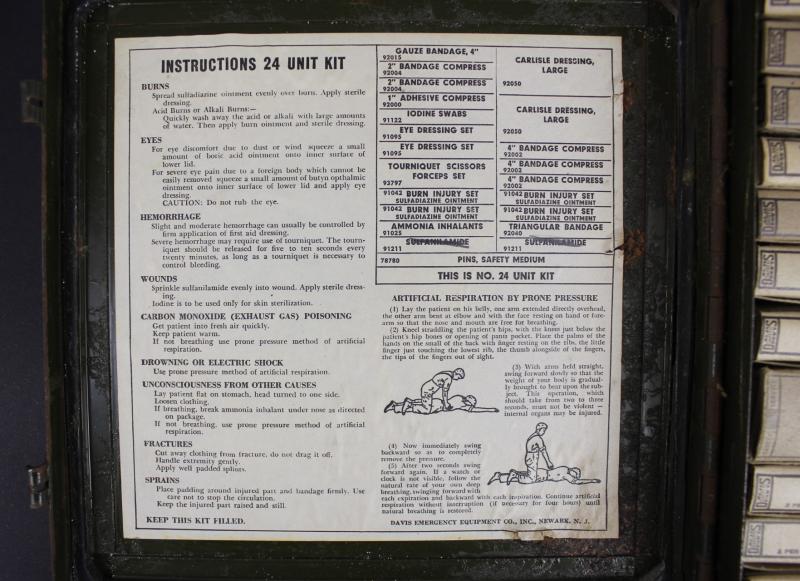 INSTRUCTIONS 24 UNIT KIT
BURNS
Spread sulfadiazine ointment evenly over burn. Apply sterile
dressing.
Acid Burns or Alkali Burns:—
Quickly wash away the acid or alkali with large amounts
of water. Then apply burn ointment and sterile dressing.
EYES
For eye discomfort due to dust or wind squeeze a small
amount of boric acid ointment onto inner surface of
lower lid.
For severe eye pain due to a foreign body which cannot be
easily removed squeeze a small amount of butyn opthalmic
ointment onto inner surface of lower lid and apply eye
dressing.
CAUTION: Do not rub the eye.
HEMORRHAGE
Slight and moderate hemorrhage can usually be controlled by
firm application of first aid dressing.
Severe hemorrhage may require use of tourniquet. The tourn-
iquet should be released for five to ten seconds every
twenty minutes, as long as a tourniquet is necessary to
control bleeding.
WOUNDS
Sprinkle sulfanilamide evenly into wound. Apply sterile dress-
ing.
Iodine is to be used only for skin sterilization.
CARBON MONOXIDE (EXHAUST GAS) POISONING
Get patient into fresh air quickly.
Keep patient warm.
If not breathing use prone pressure method of artificial
respiration.
DROWNING OR ELECTRIC SHOCK
Use prone pressure method of artificial respiration.
UNCONSCIOUSNESS FROM OTHER CAUSES
Lay patient flat on stomach, head turned to one side.
Loosen clothing.
If breathing, break ammonia inhalant under nose as directed
on package.
If not breathing, use prone pressure method of artificial
respiration.
FRACTURES
Cut away clothing from fracture, do not drag it off.
Handle extremity gently.
Apply well padded splints.
SPRAINS
Place padding around injured part and bandage firmly. Use
care not to stop the circulation.
Keep the injured part raised and still.
KEEP THIS KIT FILLED.
GAUZE BANDAGE, 4"
92015
2" BANDAGE COMPRESS
92004
2" BANDAGE COMPRESS
92004
1" ADHESIVE COMPRESS
92000
IODINE SWABS
91122
EYE DRESSING SET
91095
EYE DRESSING SET
91095
TOURNIQUET SCISSORS
FORCEPS SET
93797
91042 BURN INJURY SET
SULFADIAZINE OINTMENT
91042 BURN INJURY SET
SULFADIAZINE OINTMENT
AMMONIA INHALANTS
91025
SULFANILAMIDE
91211
CARLISLE DRESSING,
LARGE
92050
CARLISLE DRESSING,
LARGE
92050
4" BANDAGE COMPRESS
92002
4" BANDAGE COMPRESS
92002
4" BANDAGE COMPRESS
92002
91042 BURN INJURY SET
SULFADIAZINE OINTMENT
91042 BURN INJURY SET
SULFADIAZINE OINTMENT
TRIANGULAR BANDAGE
92040
SULFANILAMIDE
91211
78780 PINS, SAFETY MEDIUM
THIS IS NO. 24 UNIT KIT
ARTIFICIAL RESPIRATION BY PRONE PRESSURE
(1) Lay the patient on his belly, one arm extended directly overhead,
the other arm bent at elbow and with the face resting on hand or fore-
arm so that the nose and mouth are free for breathing.
(2) Kneel straddling the patient's hips, with the knees just below the
patient's hip bones or opening of pants pocket. Place the palms of the
hands on the small of the back with finger resting on the ribs, the little
finger just touching the lowest rib, the thumb alongside of the fingers,
the tips of the fingers out of sight.
(3) With arms held straight,
swing forward slowly so that the
weight of your body is gradual-
ly brought to bear upon the sub-
ject. This operation, which
should take from two to three
seconds, must not be violent —
internal organs may be injured.
(4) Now immediately swing
backward so as to completely
remove the pressure.
(5) After two seconds swing
forward again. If a watch or
clock is not visible, follow the
natural rate of your own deep
breathing, swinging forward with
each expiration and backward with each inspiration. Continue artificial
respiration without interruption (if necessary for four hours) until
natural breathing is restored.
DAVIS EMERGENCY EQUIPMENT CO., INC., NEWARK, N. J.
DAVIS
DAVIS
DAVIS
DAVIS
DAVIS